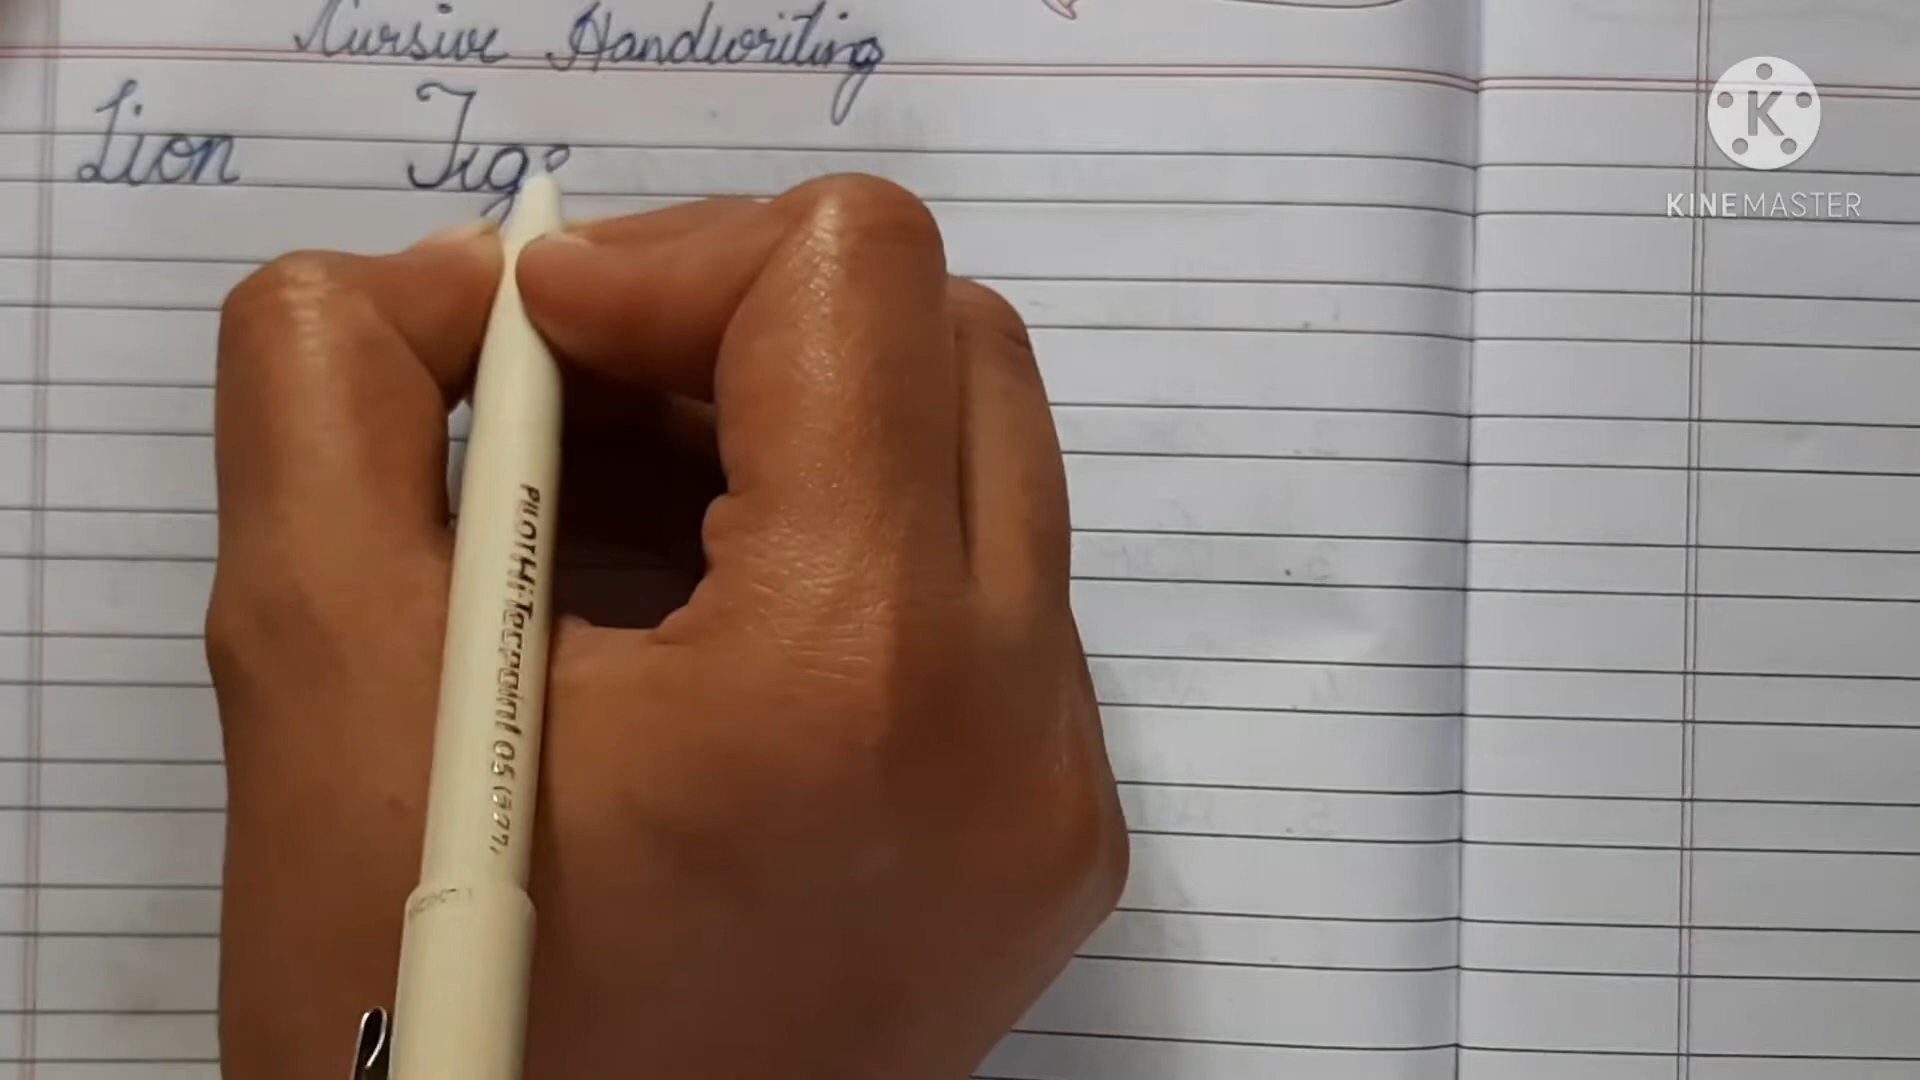 Cursive Handwriting
Lion Tige
KINEMASTER
PILOT Hi-Tecpoint 05